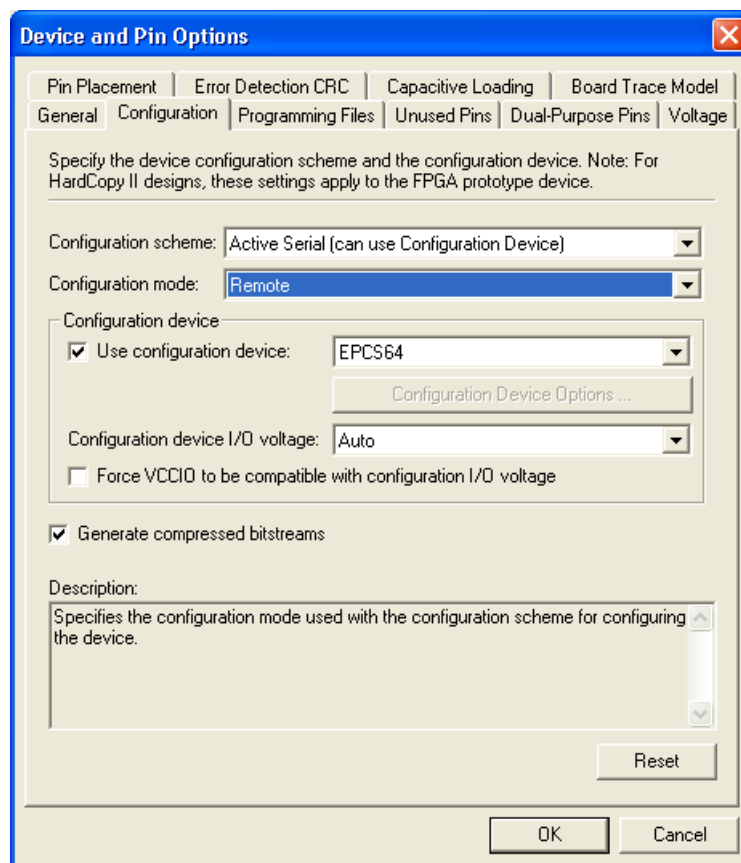 Device and Pin Options
Pin Placement Error Detection CRC Capacitive Loading Board Trace Model
General Configuration Programming Files Unused Pins Dual-Purpose Pins Voltage
Specify the device configuration scheme and the configuration device. Note: For
HardCopy II designs, these settings apply to the FPGA prototype device.
Configuration scheme: Active Serial (can use Configuration Device)
Configuration mode: Remote
Configuration device
Use configuration device: EPCS64
Configuration Device Options ...
Configuration device I/O voltage: Auto
Force VCCIO to be compatible with configuration I/O voltage
Generate compressed bitstreams
Description:
Specifies the configuration mode used with the configuration scheme for configuring
the device.
Reset
OK Cancel